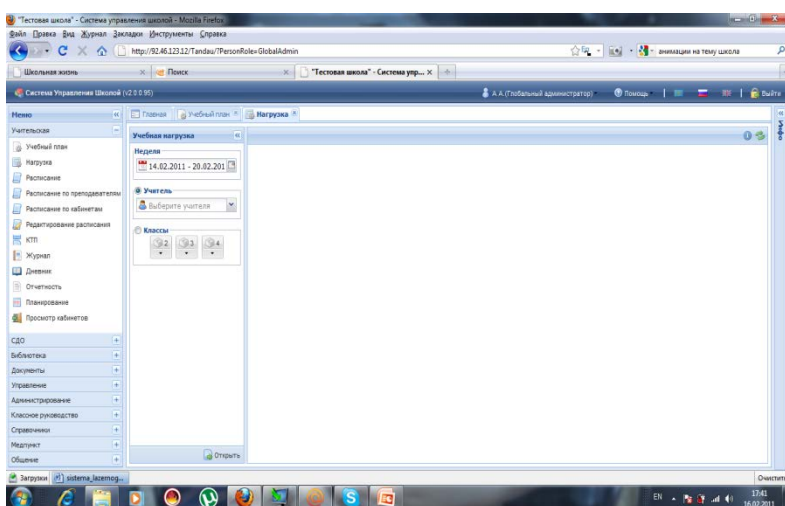 "Тестовая школа" - Система управления школой - Mozilla Firefox
Файл Правка Вид Журнал Закладки Инструменты Справка
http://92.46.123.12/Tandau/?PersonRole=GlobalAdmin
анимации на тему школа
Школьная жизнь
Поиск
"Тестовая школа" - Система упр...
Система Управления Школой (v2.0.0.95)
А.А.(Глобальный администратор)
Помощь
Выйти
Меню
Главная
Учебный план
Нагрузка
Инфо
Учительская
Учебный план
Нагрузка
Расписание
Расписание по преподавателям
Расписание по кабинетам
Редактирование расписания
КТП
Журнал
Дневник
Отчетность
Планирование
Просмотр кабинетов
СДО
Библиотека
Документы
Управление
Администрирование
Классное руководство
Справочники
Медпункт
Общение
Учебная нагрузка
Неделя
14.02.2011 - 20.02.201
Учитель
Выберите учителя
Классы
2 3 4
Открыть
Загрузки
sistema_lazernog...
Очистить
EN
17:41
16.02.2011